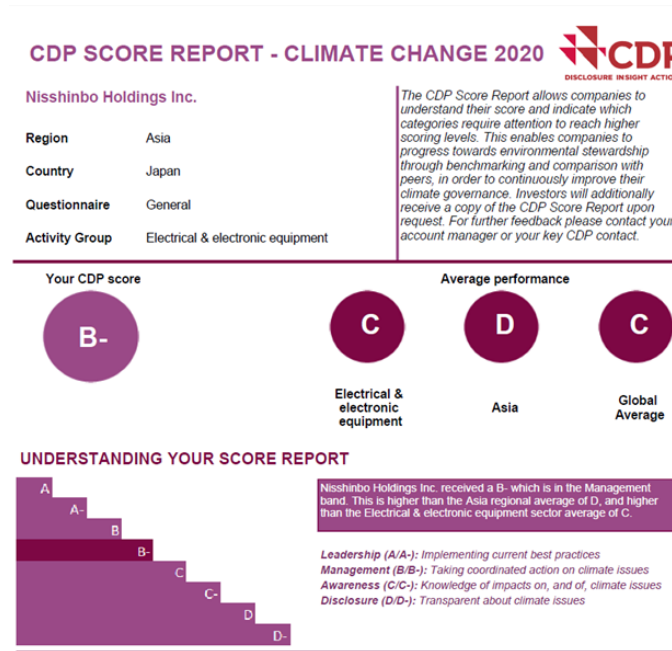 CDP SCORE REPORT - CLIMATE CHANGE 2020
CDP
DISCLOSURE INSIGHT ACTION
Nisshinbo Holdings Inc.
Region Asia
Country Japan
Questionnaire General
Activity Group Electrical & electronic equipment
The CDP Score Report allows companies to
understand their score and indicate which
categories require attention to reach higher
scoring levels. This enables companies to
progress towards environmental stewardship
through benchmarking and comparison with
peers, in order to continuously improve their
climate governance. Investors will additionally
receive a copy of the CDP Score Report upon
request. For further feedback please contact your
account manager or your key CDP contact.
Your CDP score
B-
Average performance
C
D
C
Electrical &
electronic
equipment
Asia
Global
Average
UNDERSTANDING YOUR SCORE REPORT
A
A-
B
B-
C
C-
D
D-
Nisshinbo Holdings Inc. received a B- which is in the Management
band. This is higher than the Asia regional average of D, and higher
than the Electrical & electronic equipment sector average of C.
Leadership (A/A-): Implementing current best practices
Management (B/B-): Taking coordinated action on climate issues
Awareness (C/C-): Knowledge of impacts on, and of, climate issues
Disclosure (D/D-): Transparent about climate issues